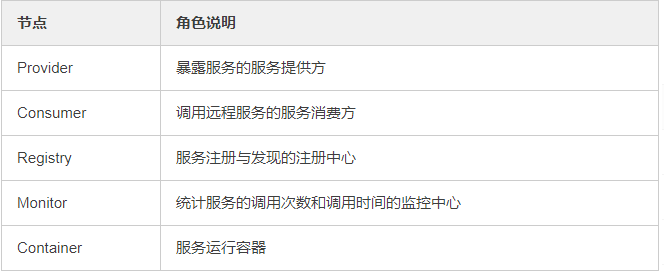 节点 角色说明
Provider 暴露服务的服务提供方
Consumer 调用远程服务的服务消费方
Registry 服务注册与发现的注册中心
Monitor 统计服务的调用次数和调用时间的监控中心
Container 服务运行容器